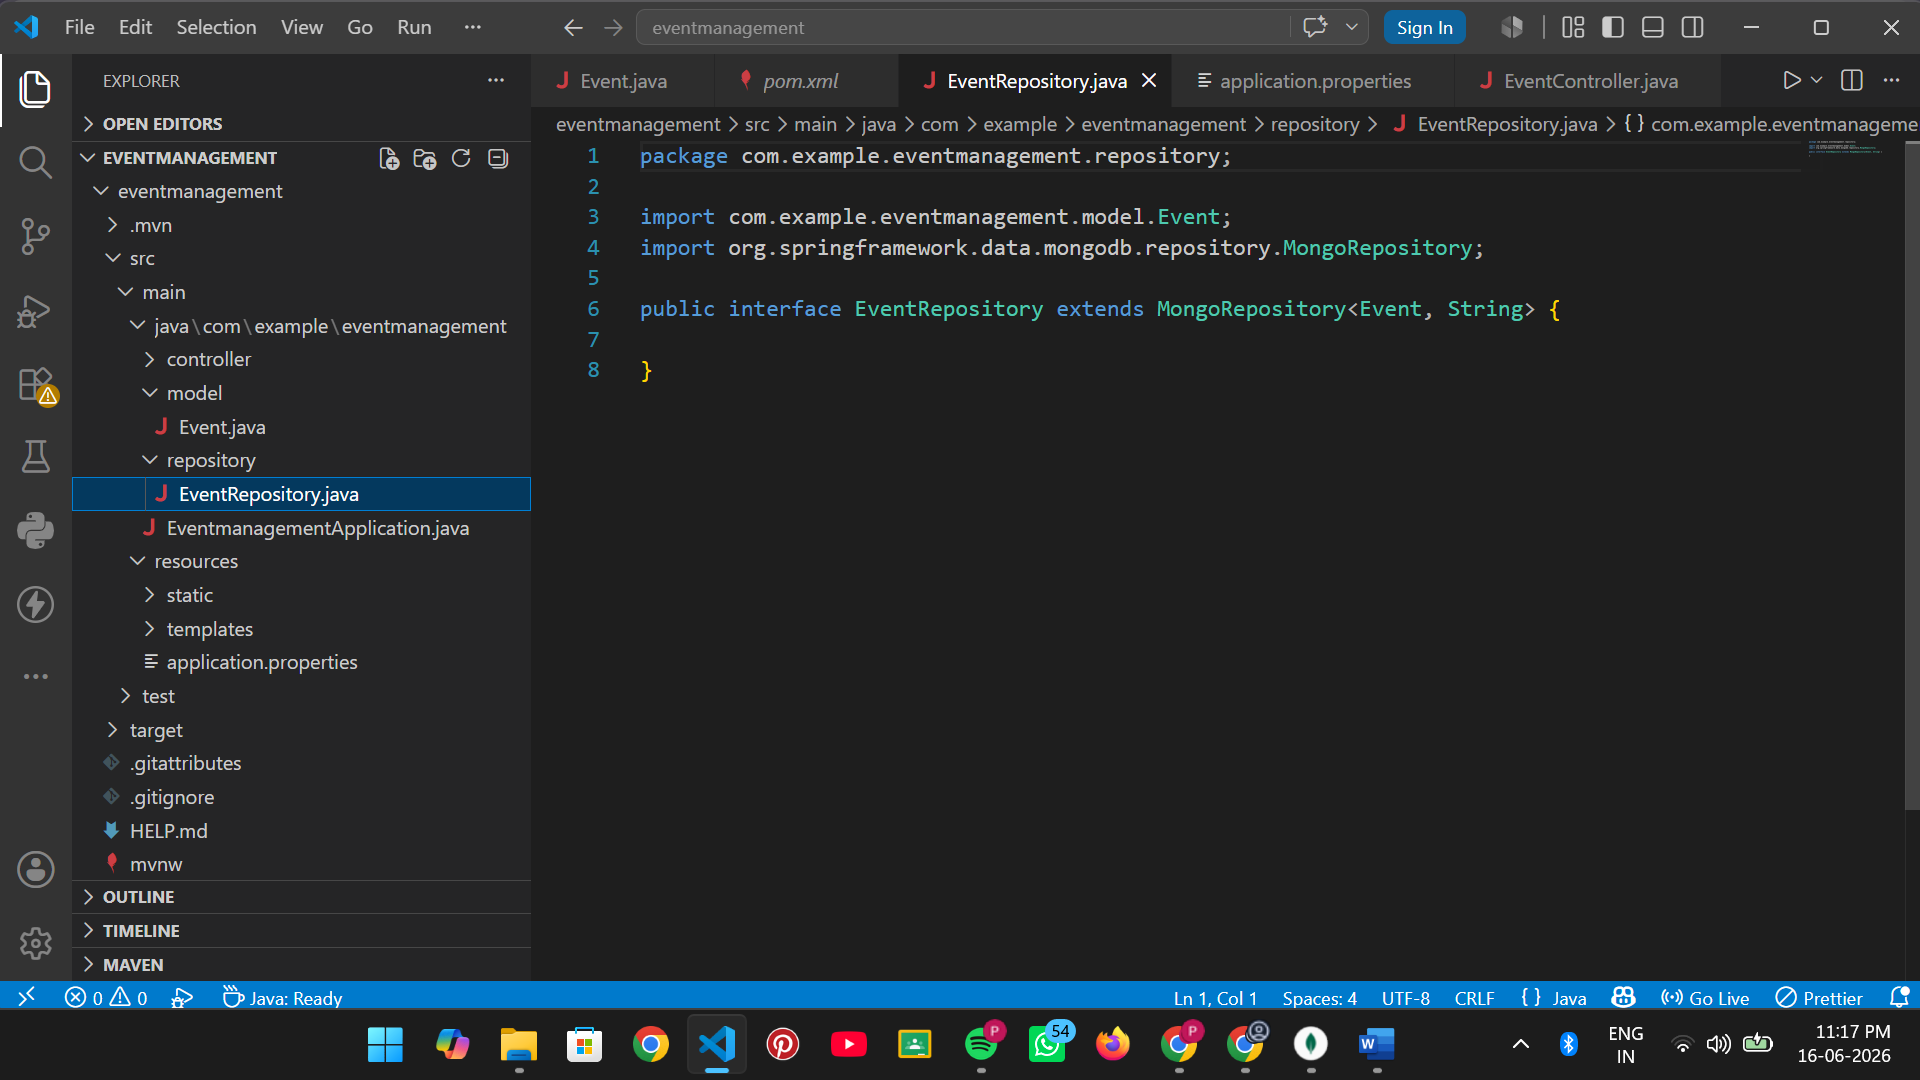 File Edit Selection View Go Run ···
eventmanagement
Sign In
EXPLORER
OPEN EDITORS
EVENTMANAGEMENT
eventmanagement
.mvn
src
main
java\com\example\eventmanagement
controller
model
Event.java
repository
EventRepository.java
EventmanagementApplication.java
resources
static
templates
application.properties
test
target
.gitattributes
.gitignore
HELP.md
mvnw
OUTLINE
TIMELINE
MAVEN
Event.java pom.xml EventRepository.java application.properties EventController.java
eventmanagement > src > main > java > com > example > eventmanagement > repository > EventRepository.java > {} com.example.eventmanageme
1 package com.example.eventmanagement.repository;
2
3 import com.example.eventmanagement.model.Event;
4 import org.springframework.data.mongodb.repository.MongoRepository;
5
6 public interface EventRepository extends MongoRepository<Event, String> {
7
8 }
0 0 Java: Ready
Ln 1, Col 1 Spaces: 4 UTF-8 CRLF {} Java Go Live Prettier
P 54 P
ENG
IN
11:17 PM
16-06-2026